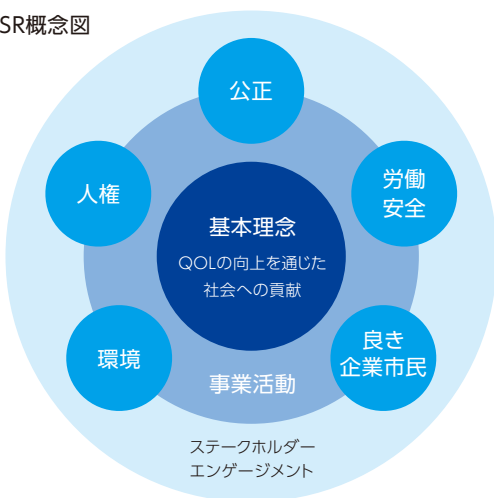 SR概念図
公正
人権
労働
安全
基本理念
QOLの向上を通じた
社会への貢献
環境
良き
企業市民
事業活動
ステークホルダー
エンゲージメント